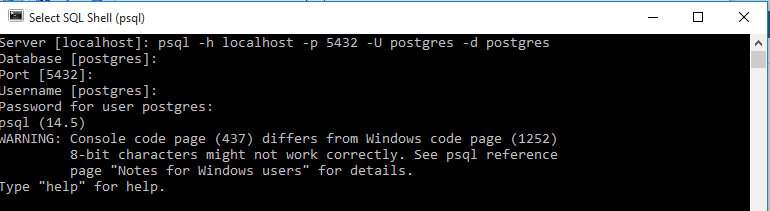 Select SQL Shell (psql)
Server [localhost]: psql -h localhost -p 5432 -U postgres -d postgres
Database [postgres]:
Port [5432]:
Username [postgres]:
Password for user postgres:
psql (14.5)
WARNING: Console code page (437) differs from Windows code page (1252)
         8-bit characters might not work correctly. See psql reference
         page "Notes for Windows users" for details.
Type "help" for help.